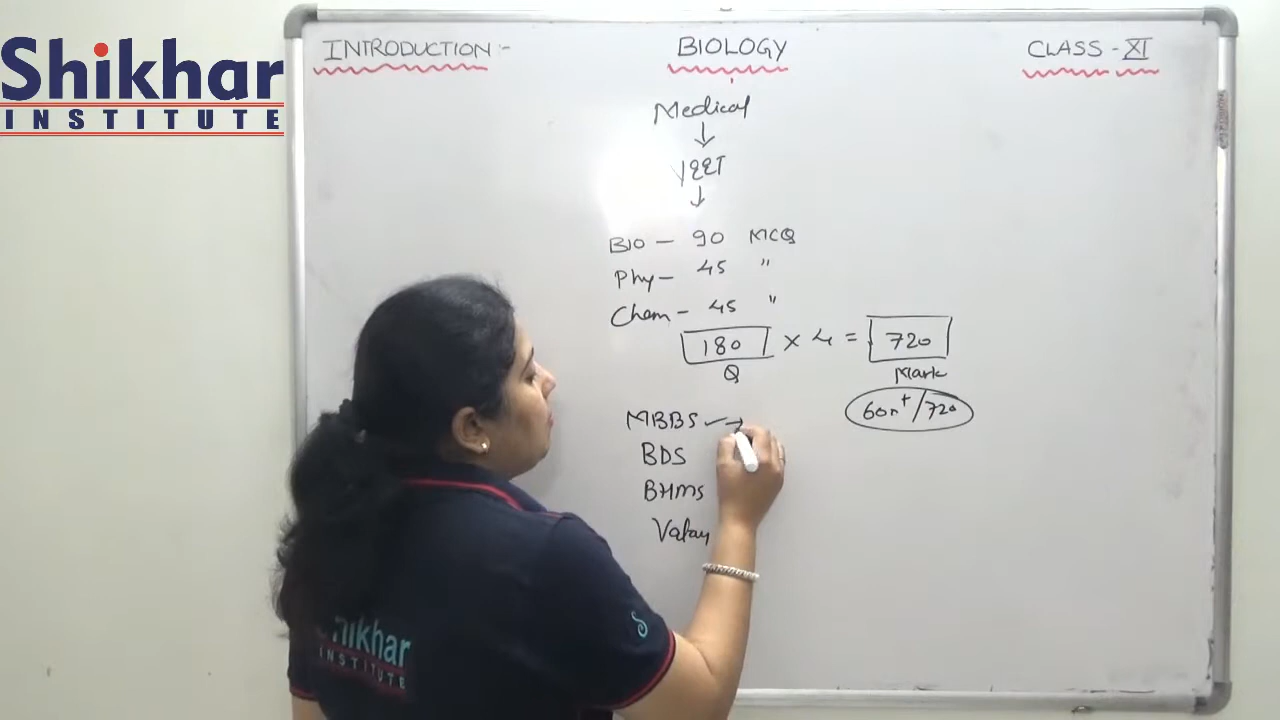 Shikhar
INSTITUTE
INTRODUCTION :-
BIOLOGY
CLASS - XI
Medical
↓
NEET
↓
BIO - 90 MCQ
Phy - 45 "
Chem - 45 "
180 × 4 = 720
Q
Mark
600+/720
MBBS ✓ →
BDS
BHMS
hikhar
INSTITUTE